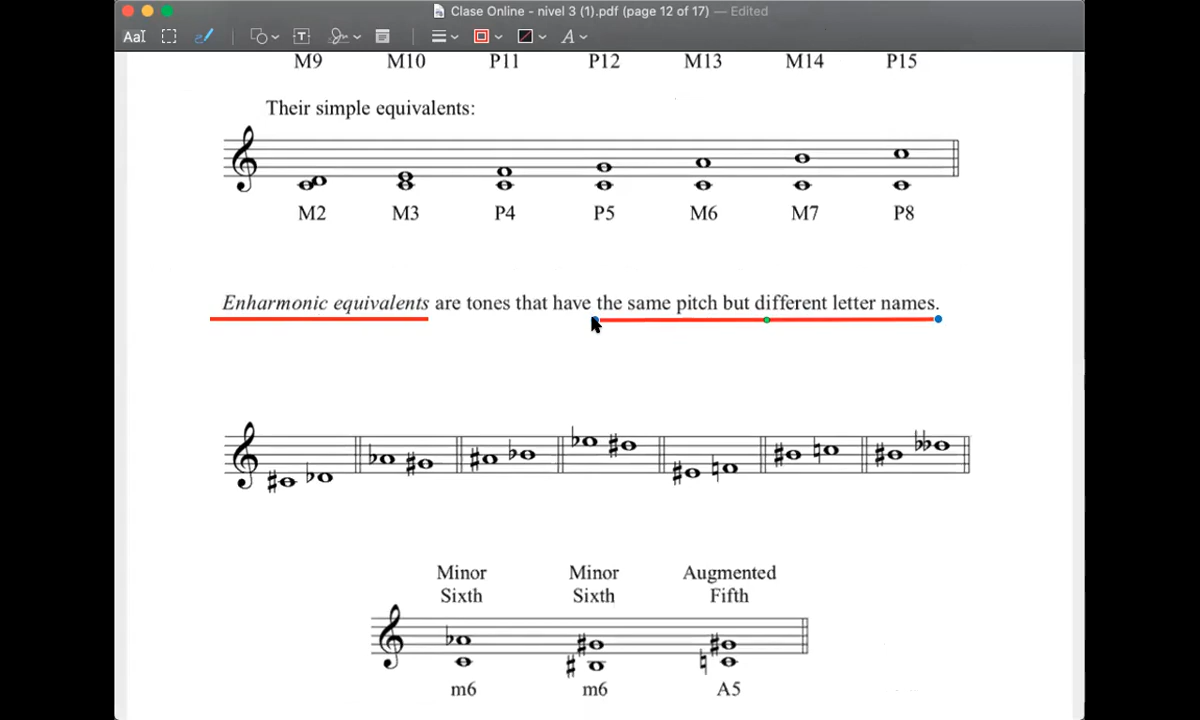 Clase Online - nivel 3 (1).pdf (page 12 of 17) — Edited
AaI T A
M9 M10 P11 P12 M13 M14 P15
Their simple equivalents:
M2 M3 P4 P5 M6 M7 P8
Enharmonic equivalents are tones that have the same pitch but different letter names.
Minor Minor Augmented
Sixth Sixth Fifth
m6 m6 A5